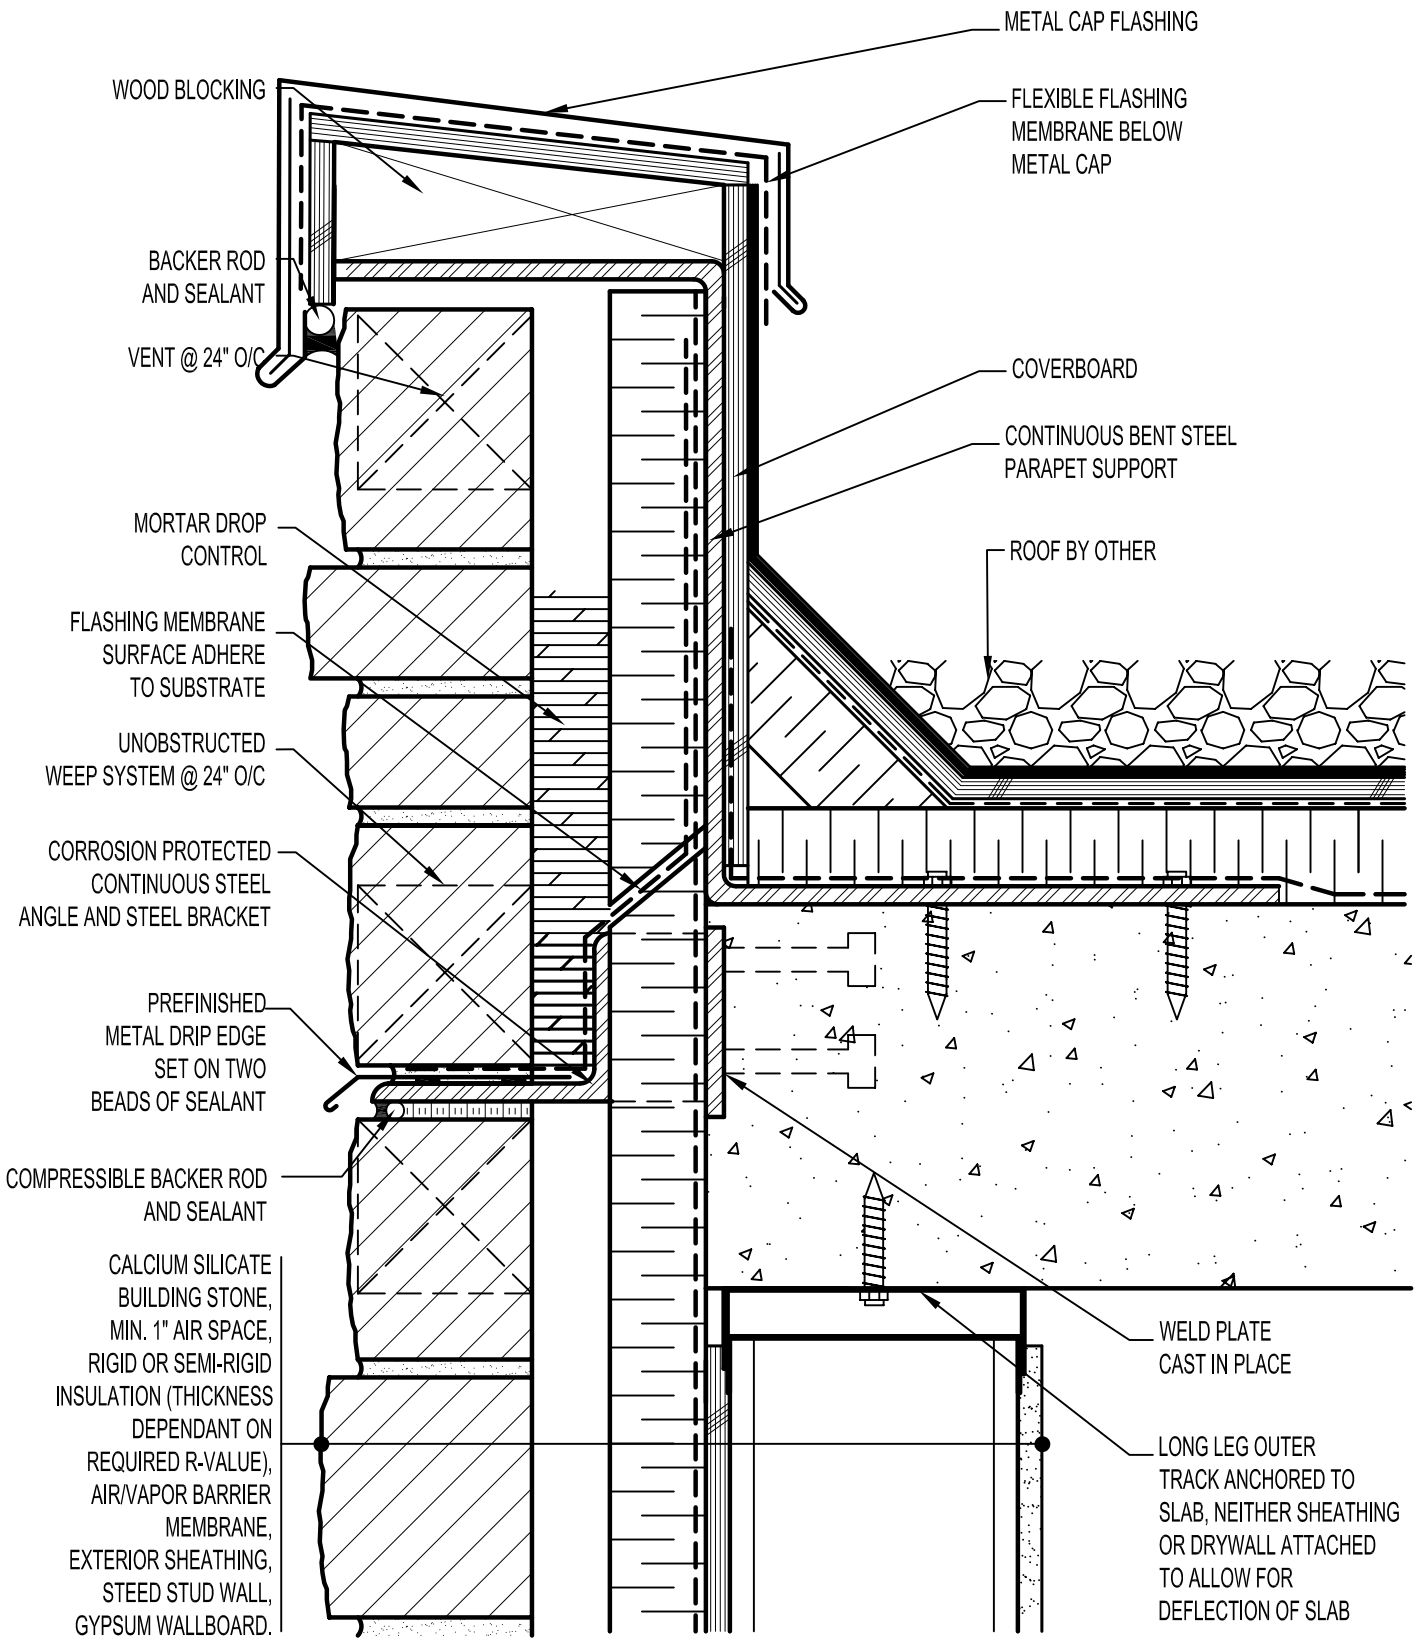 METAL CAP FLASHING
WOOD BLOCKING
FLEXIBLE FLASHING
MEMBRANE BELOW
METAL CAP
BACKER ROD
AND SEALANT
VENT @ 24" O/C
COVERBOARD
CONTINUOUS BENT STEEL
PARAPET SUPPORT
MORTAR DROP
CONTROL
ROOF BY OTHER
FLASHING MEMBRANE
SURFACE ADHERE
TO SUBSTRATE
UNOBSTRUCTED
WEEP SYSTEM @ 24" O/C
CORROSION PROTECTED
CONTINUOUS STEEL
ANGLE AND STEEL BRACKET
PREFINISHED
METAL DRIP EDGE
SET ON TWO
BEADS OF SEALANT
COMPRESSIBLE BACKER ROD
AND SEALANT
CALCIUM SILICATE
BUILDING STONE,
MIN. 1" AIR SPACE,
RIGID OR SEMI-RIGID
INSULATION (THICKNESS
DEPENDANT ON
REQUIRED R-VALUE),
AIR/VAPOR BARRIER
MEMBRANE,
EXTERIOR SHEATHING,
STEED STUD WALL,
GYPSUM WALLBOARD.
WELD PLATE
CAST IN PLACE
LONG LEG OUTER
TRACK ANCHORED TO
SLAB, NEITHER SHEATHING
OR DRYWALL ATTACHED
TO ALLOW FOR
DEFLECTION OF SLAB